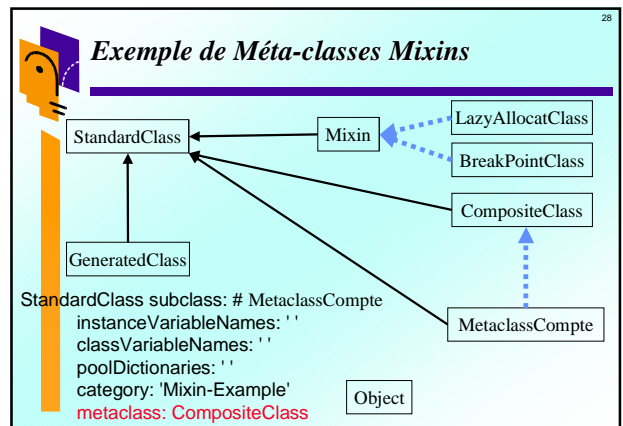 28
Exemple de Méta-classes Mixins
LazyAllocatClass
StandardClass
Mixin
BreakPointClass
CompositeClass
GeneratedClass
StandardClass subclass: # MetaclassCompte
instanceVariableNames: ' '
MetaclassCompte
classVariableNames: ' '
poolDictionaries: ' '
category: 'Mixin-Example'
Object
metaclass: CompositeClass